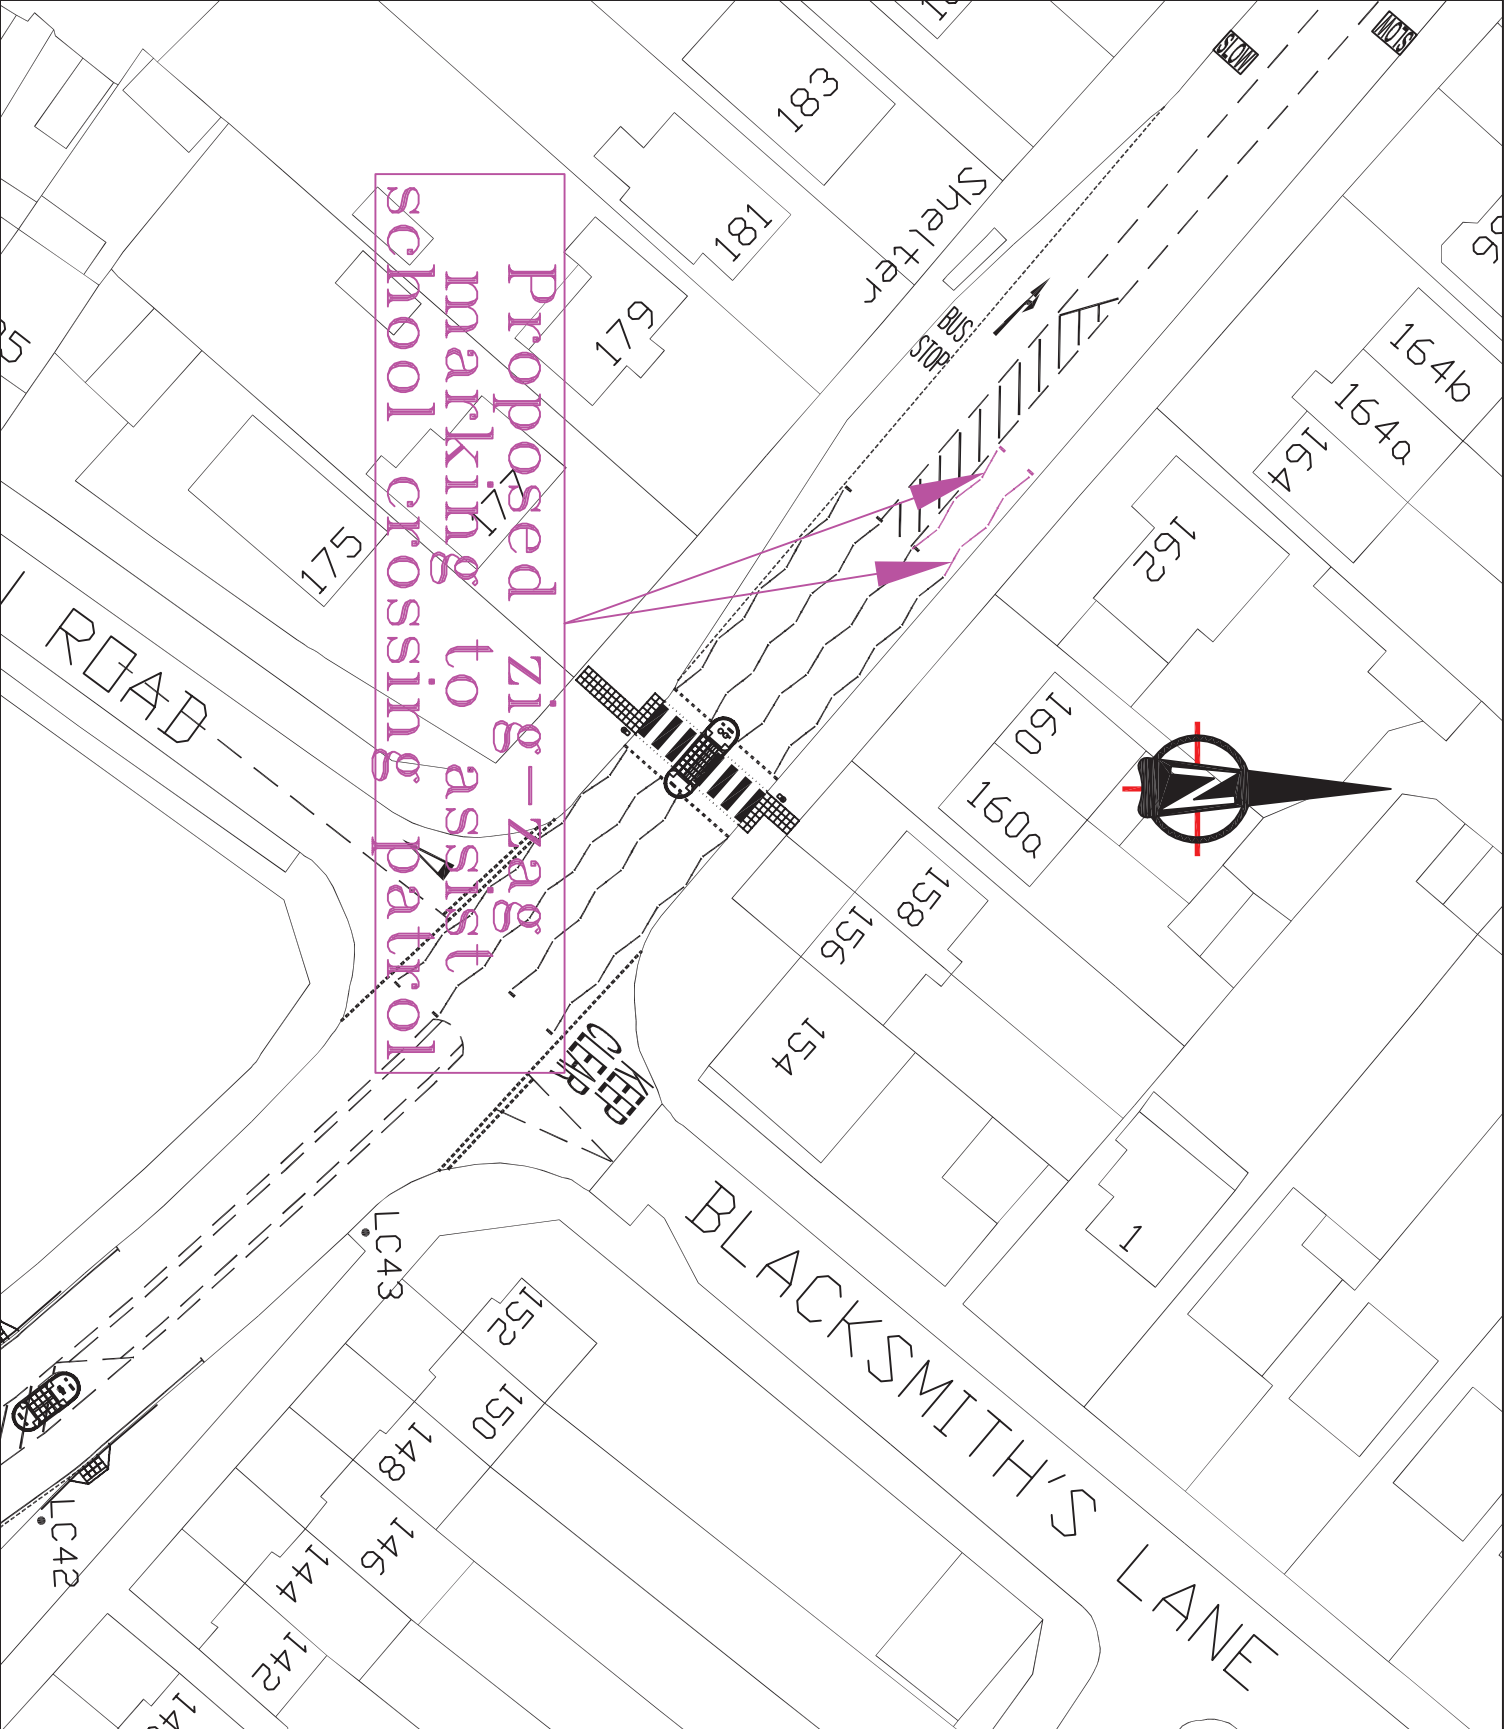 Proposed zig-zag
marking to assist
school crossing patrol
SLOW
SLOW
183
181
179
177
175
Shelter
BUS
STOP
ROAD
164b
164a
164
162
160
160a
158
156
154
1
N
KEEP
CLEAR
BLACKSMITH'S LANE
LC43
LC42
152
150
148
146
144
142